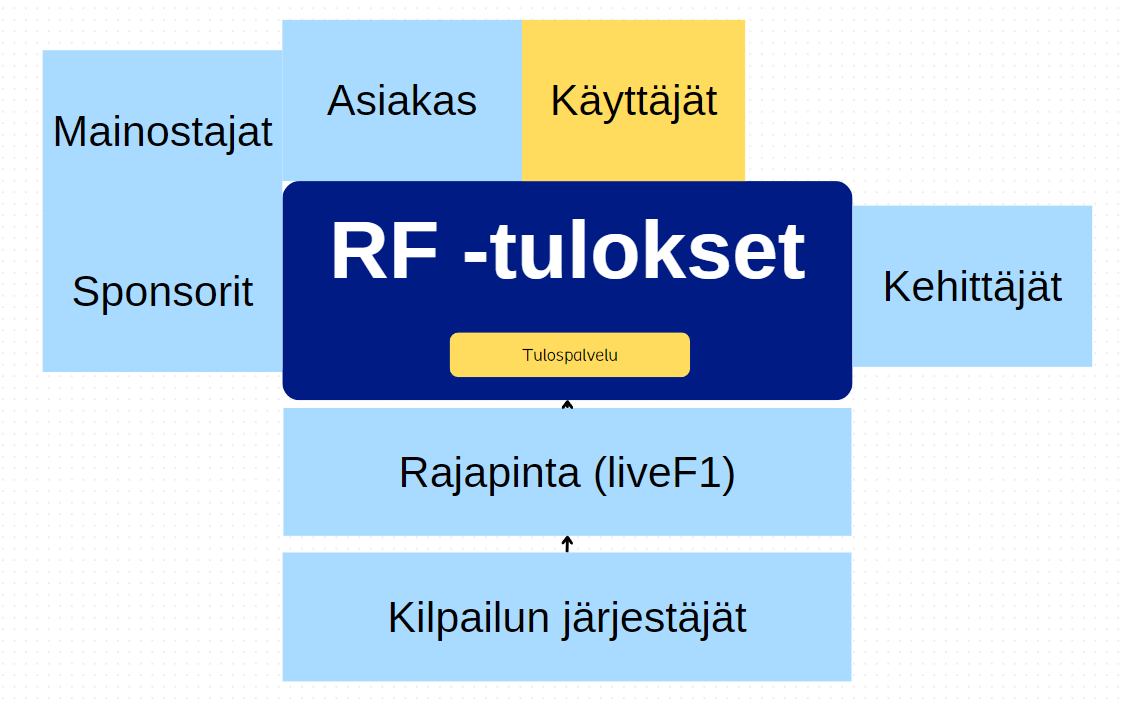 Asiakas
Käyttäjät
Mainostajat
Sponsorit
RF -tulokset
Tulospalvelu
Kehittäjät
Rajapinta (liveF1)
Kilpailun järjestäjät